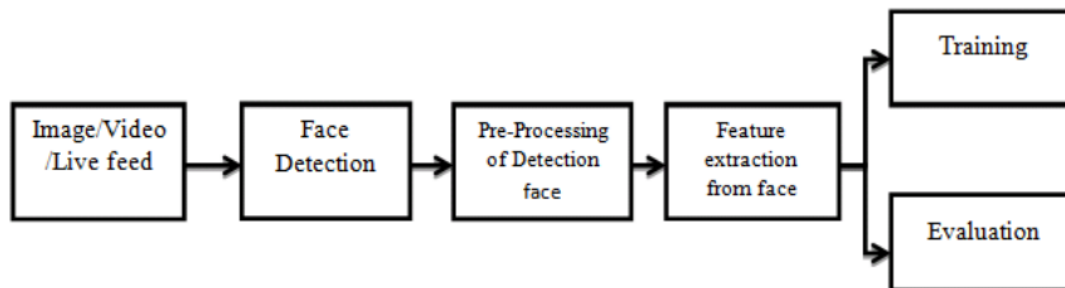 Image/Video
/Live feed
Face
Detection
Pre-Processing
of Detection
face
Feature
extraction
from face
Training
Evaluation